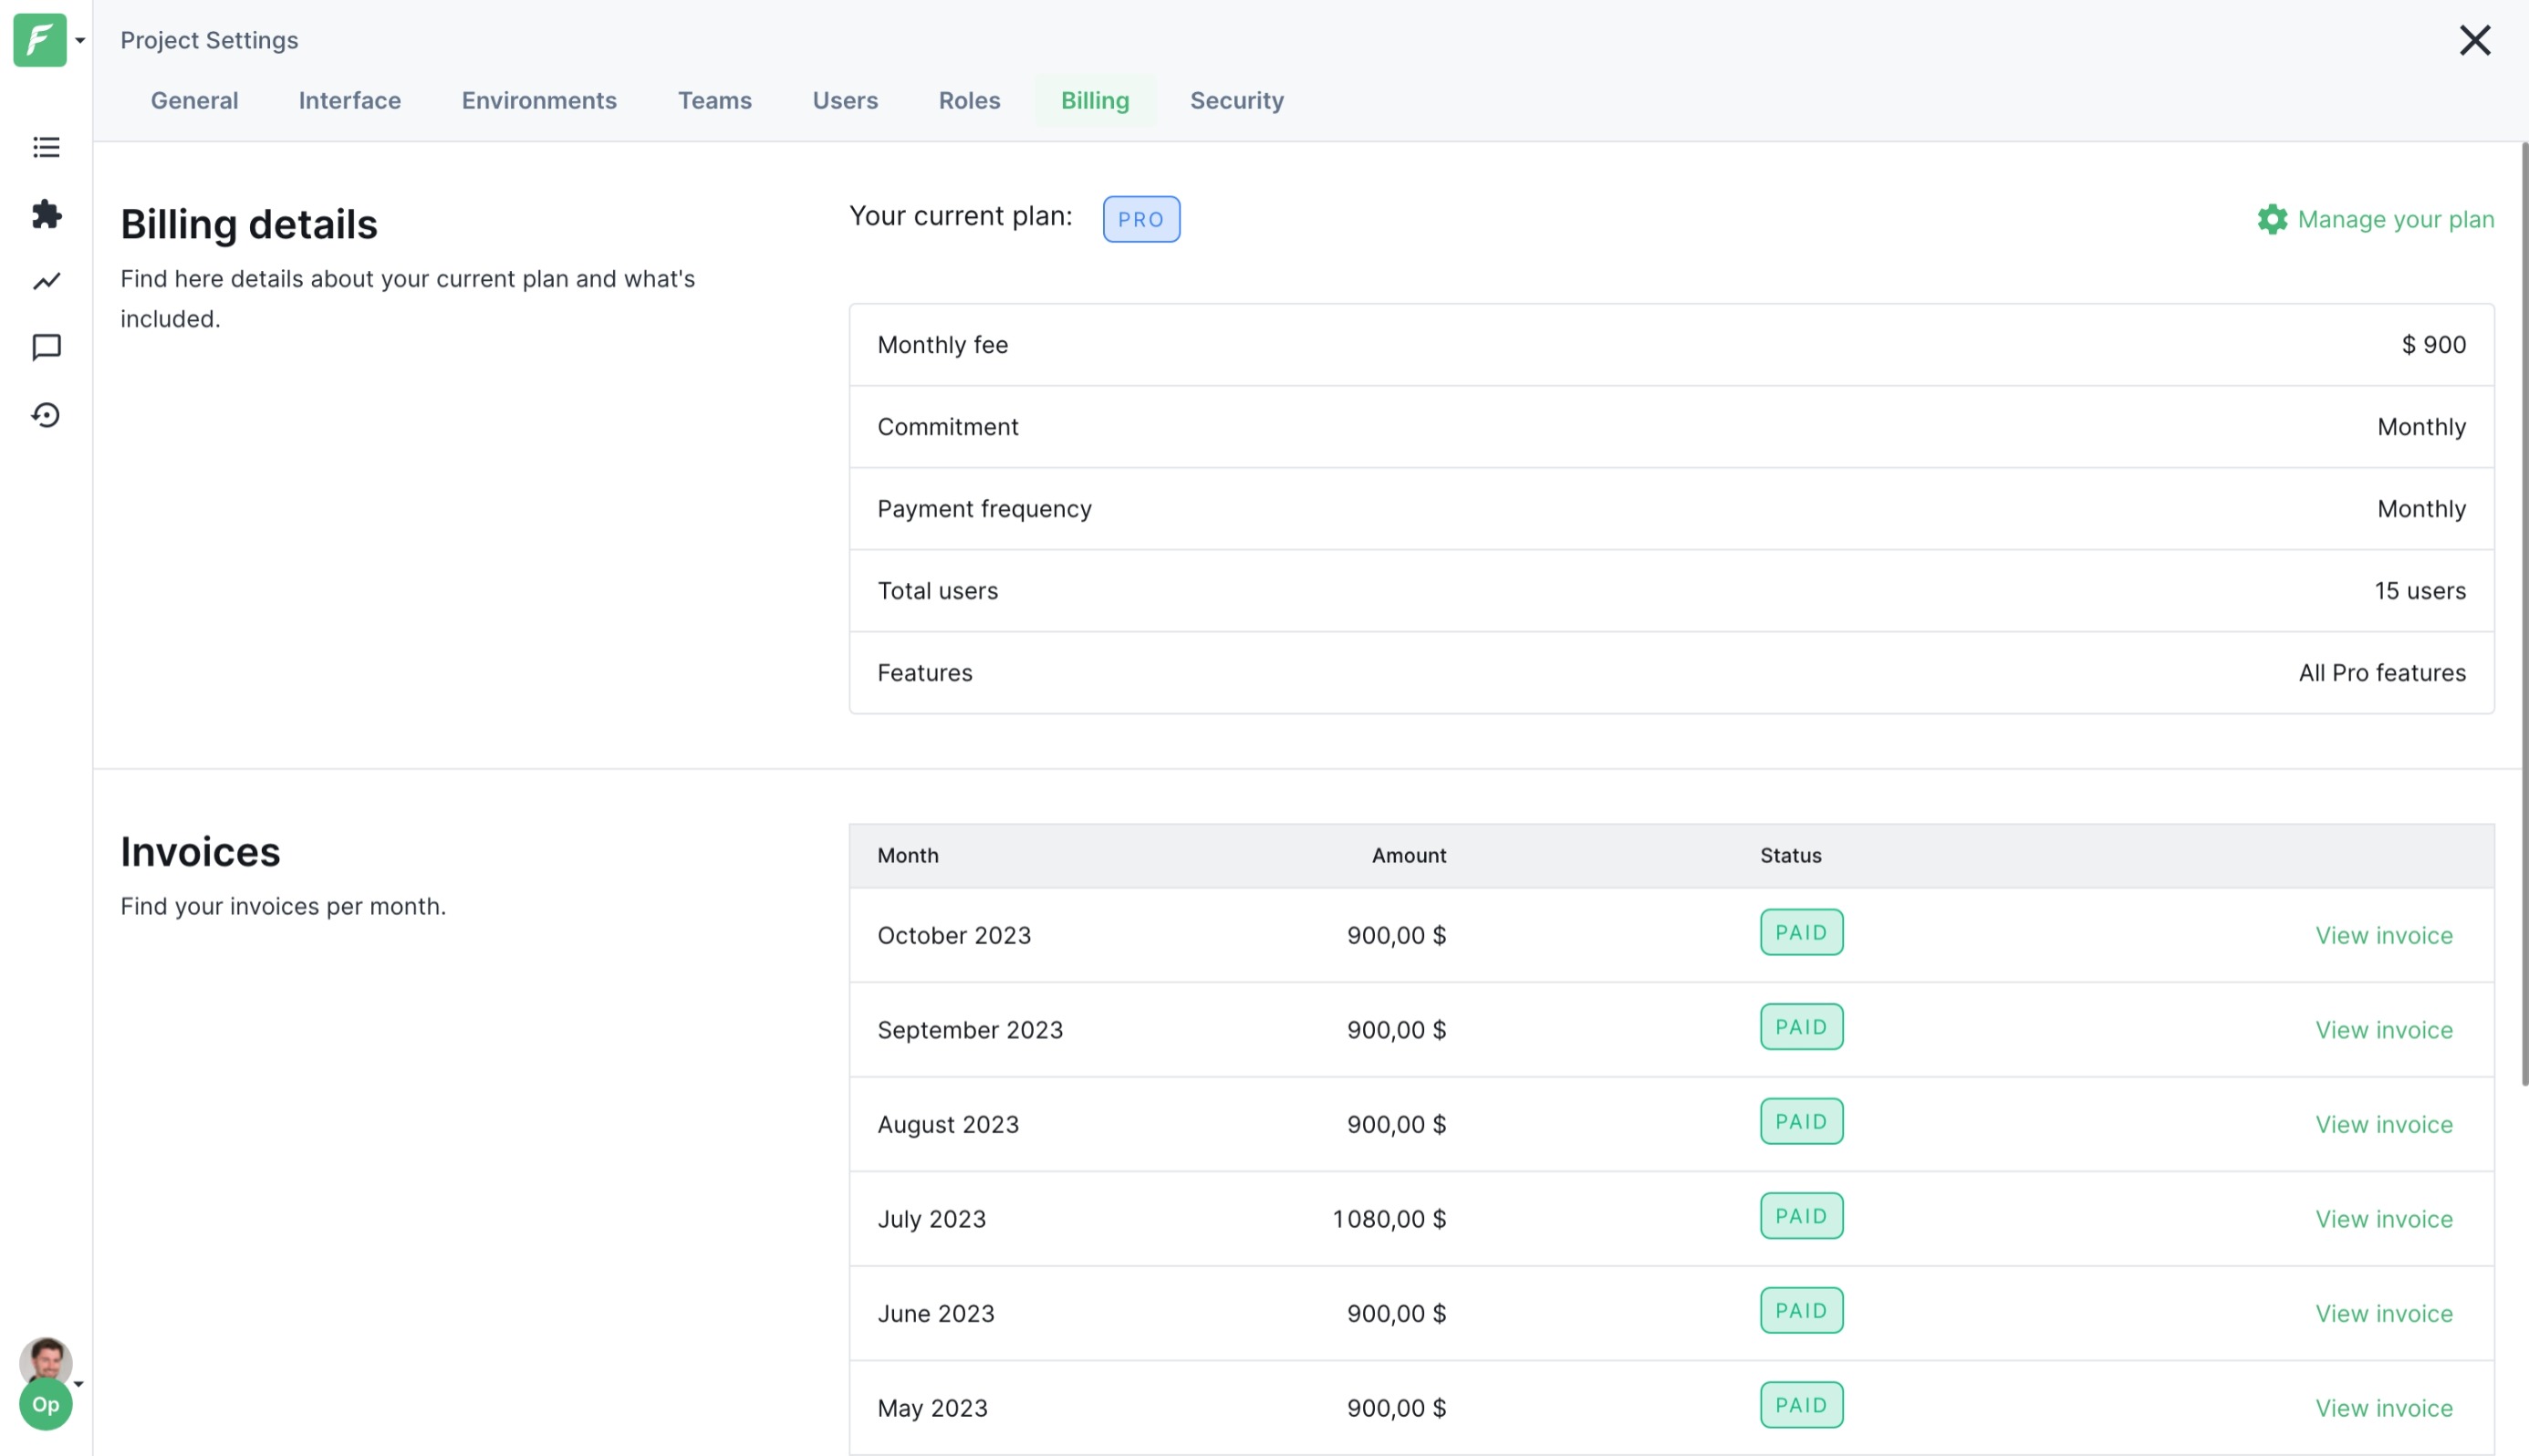 Project Settings
General Interface Environments Teams Users Roles Billing Security
Billing details
Find here details about your current plan and what's
included.
Your current plan: PRO
Manage your plan
Monthly fee $ 900
Commitment Monthly
Payment frequency Monthly
Total users 15 users
Features All Pro features
Invoices
Find your invoices per month.
Month Amount Status
October 2023 900,00 $ PAID View invoice
September 2023 900,00 $ PAID View invoice
August 2023 900,00 $ PAID View invoice
July 2023 1 080,00 $ PAID View invoice
June 2023 900,00 $ PAID View invoice
May 2023 900,00 $ PAID View invoice
Op